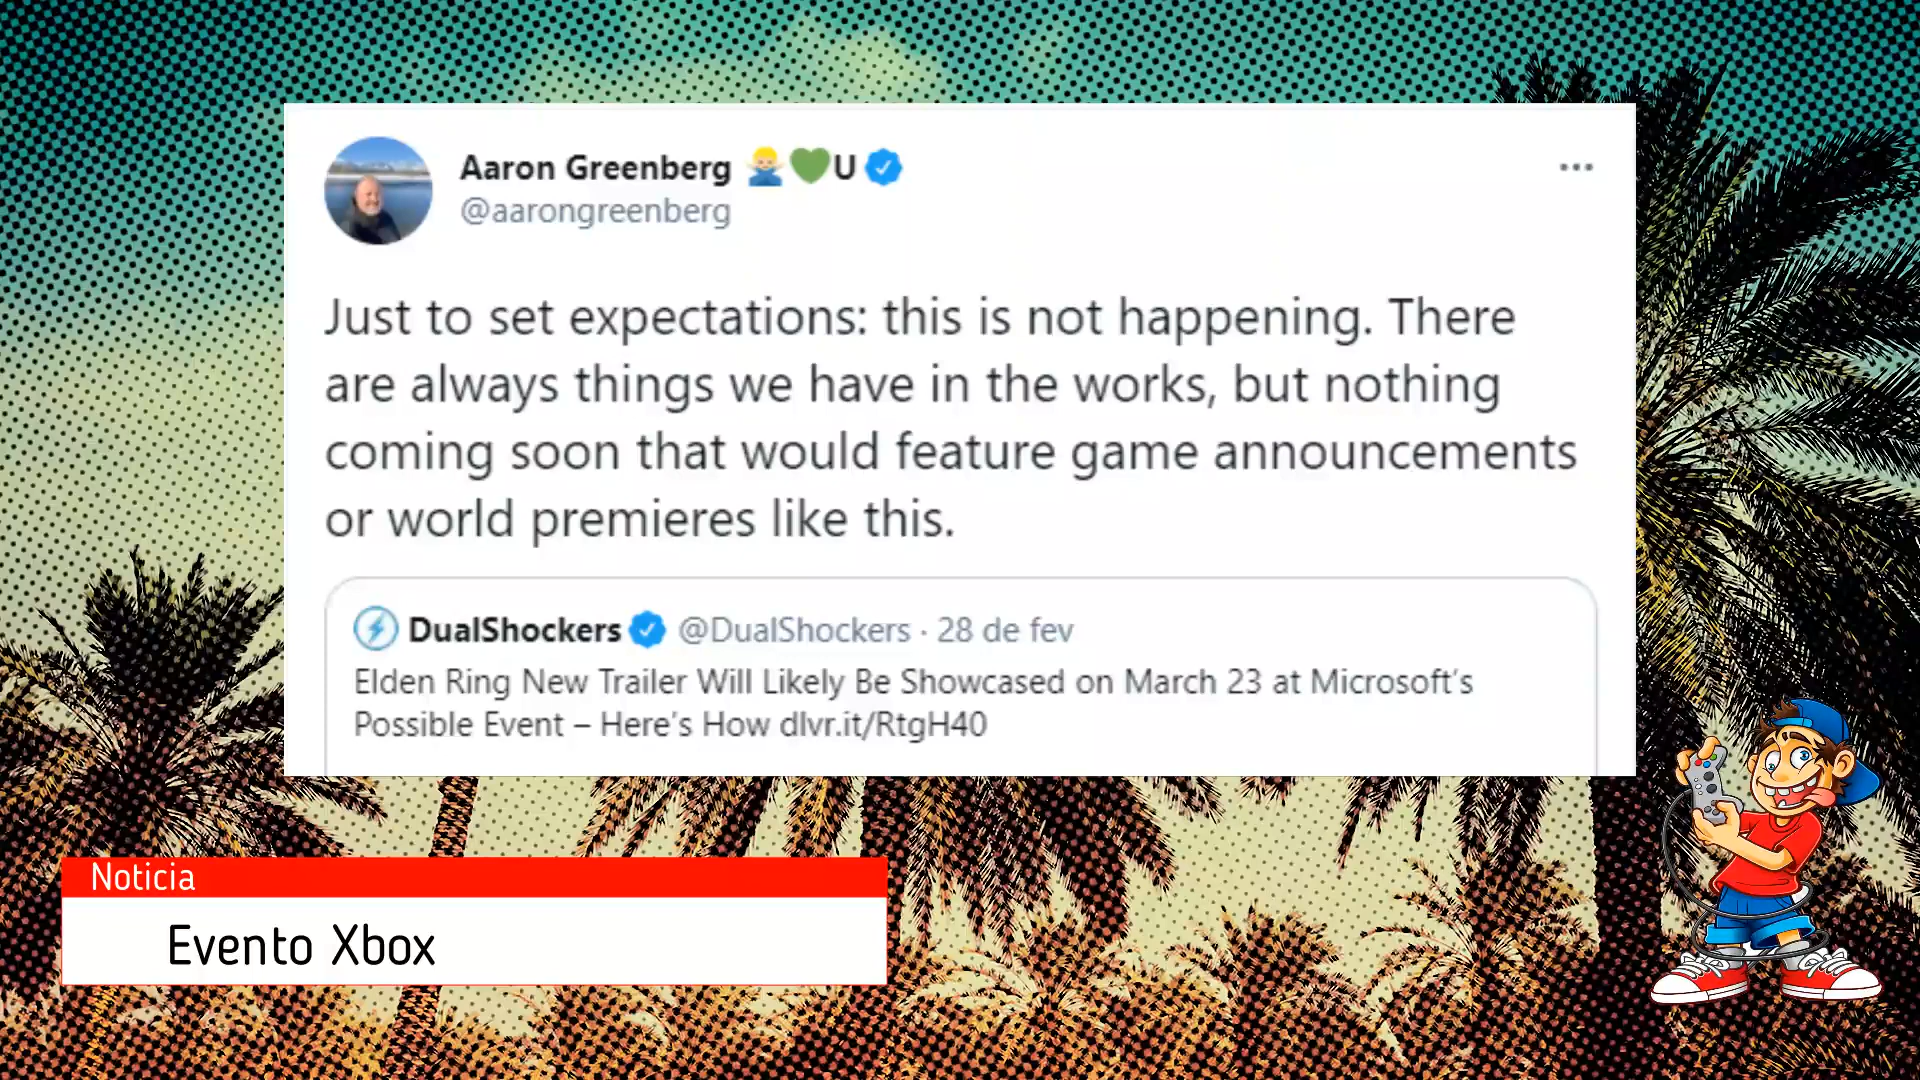 Aaron Greenberg 🙅🏼‍♂️💚U
@aarongreenberg
Just to set expectations: this is not happening. There
are always things we have in the works, but nothing
coming soon that would feature game announcements
or world premieres like this.
DualShockers @DualShockers · 28 de fev
Elden Ring New Trailer Will Likely Be Showcased on March 23 at Microsoft's
Possible Event – Here's How dlvr.it/RtgH40
Noticia
Evento Xbox